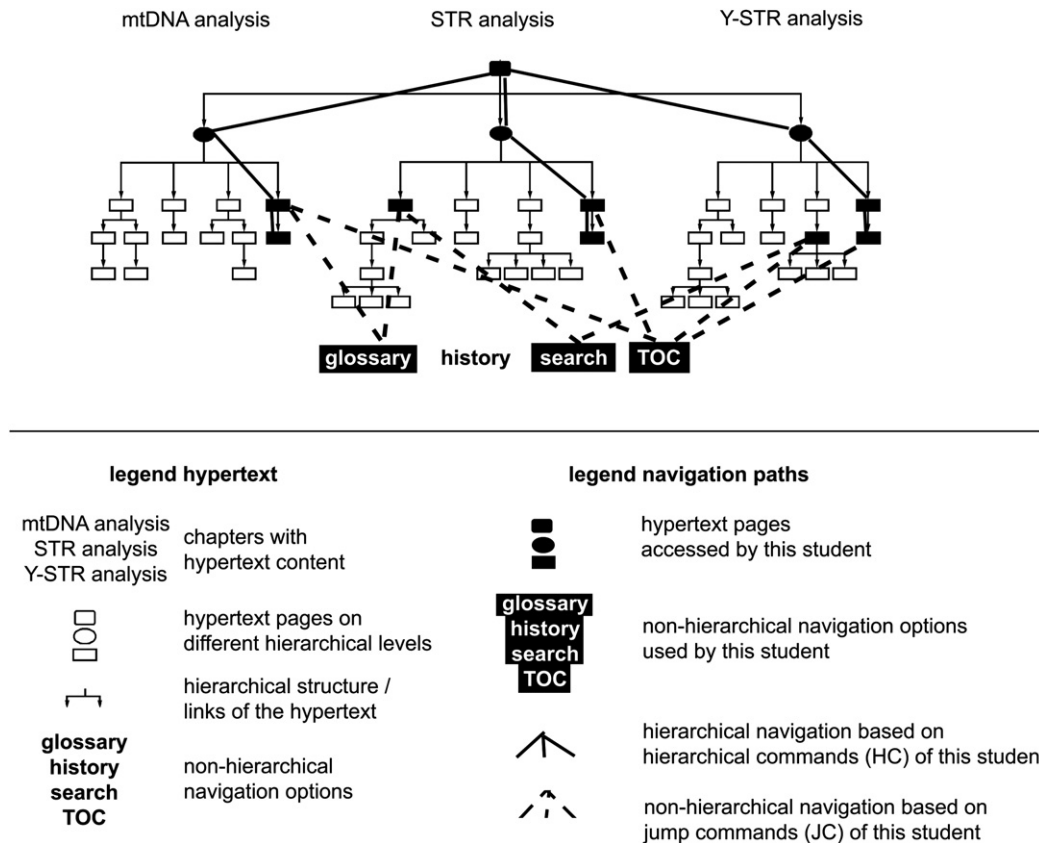 mtDNA analysis
STR analysis
Y-STR analysis
glossary
history
search
TOC
legend hypertext
mtDNA analysis
STR analysis
Y-STR analysis
chapters with
hypertext content
hypertext pages on
different hierarchical levels
hierarchical structure /
links of the hypertext
glossary
history
search
TOC
non-hierarchical
navigation options
legend navigation paths
hypertext pages
accessed by this student
glossary
history
search
TOC
non-hierarchical navigation options
used by this student
hierarchical navigation based on
hierarchical commands (HC) of this student
non-hierarchical navigation based on
jump commands (JC) of this student